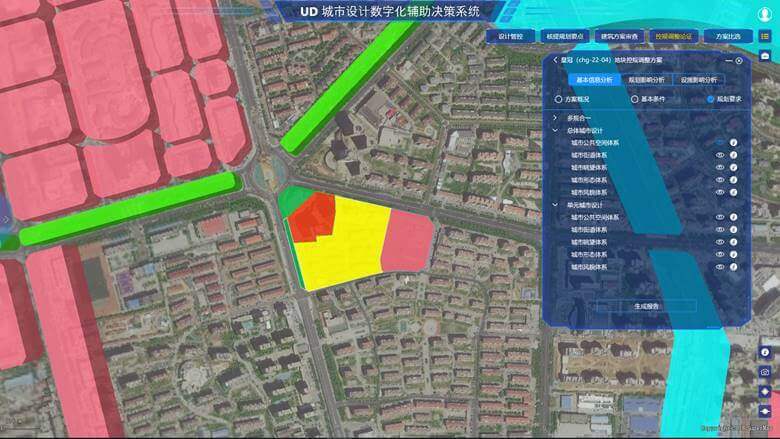 UD 城市设计数字化辅助决策系统
设计管控 核提规划要点 建筑方案审查 控规调整论证 方案比选
皇冠（chg-22-04）地块控规调整方案
基本信息分析 规划影响分析 设施影响分析
方案概况 基本条件 规划要求
多规合一
总体城市设计
城市公共空间体系
城市街道体系
城市眺望体系
城市形态体系
城市风貌体系
单元城市设计
城市公共空间体系
城市街道体系
城市眺望体系
城市形态体系
城市风貌体系
生成报告